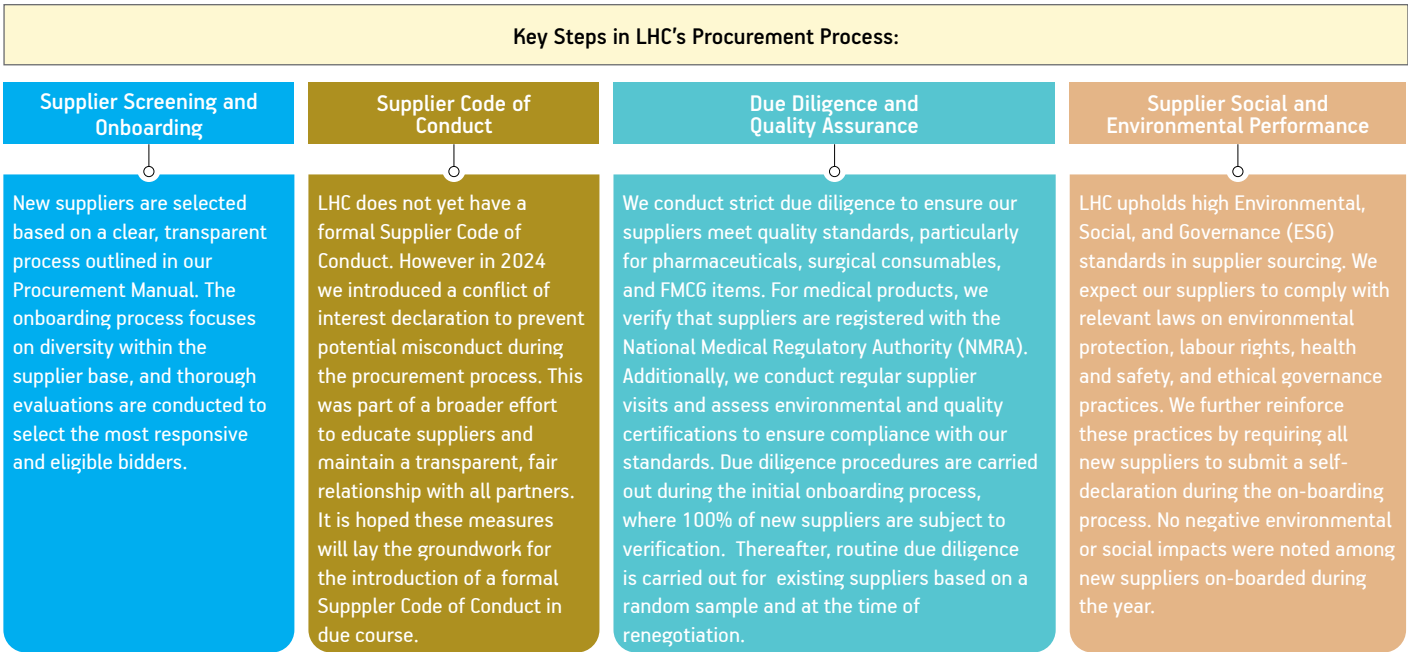 Key Steps in LHC's Procurement Process:
Supplier Screening and
Onboarding
New suppliers are selected
based on a clear, transparent
process outlined in our
Procurement Manual. The
onboarding process focuses
on diversity within the
supplier base, and thorough
evaluations are conducted to
select the most responsive
and eligible bidders.
Supplier Code of
Conduct
LHC does not yet have a
formal Supplier Code of
Conduct. However in 2024
we introduced a conflict of
interest declaration to prevent
potential misconduct during
the procurement process. This
was part of a broader effort
to educate suppliers and
maintain a transparent, fair
relationship with all partners.
It is hoped these measures
will lay the groundwork for
the introduction of a formal
Supppler Code of Conduct in
due course.
Due Diligence and
Quality Assurance
We conduct strict due diligence to ensure our
suppliers meet quality standards, particularly
for pharmaceuticals, surgical consumables,
and FMCG items. For medical products, we
verify that suppliers are registered with the
National Medical Regulatory Authority (NMRA).
Additionally, we conduct regular supplier
visits and assess environmental and quality
certifications to ensure compliance with our
standards. Due diligence procedures are carried
out during the initial onboarding process,
where 100% of new suppliers are subject to
verification. Thereafter, routine due diligence
is carried out for existing suppliers based on a
random sample and at the time of
renegotiation.
Supplier Social and
Environmental Performance
LHC upholds high Environmental,
Social, and Governance (ESG)
standards in supplier sourcing. We
expect our suppliers to comply with
relevant laws on environmental
protection, labour rights, health
and safety, and ethical governance
practices. We further reinforce
these practices by requiring all
new suppliers to submit a self-
declaration during the on-boarding
process. No negative environmental
or social impacts were noted among
new suppliers on-boarded during
the year.